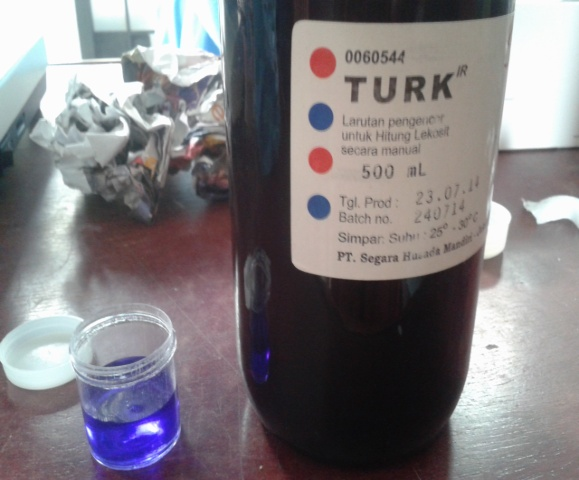 0060544
TURK IR
Larutan pengencer
untuk Hitung Lekosit
secara manual
500 mL
Tgl. Prod : 23.07.14
Batch no. 240714
Simpan Suhu : 25° - 30°C
PT. Segara Husada Mandiri